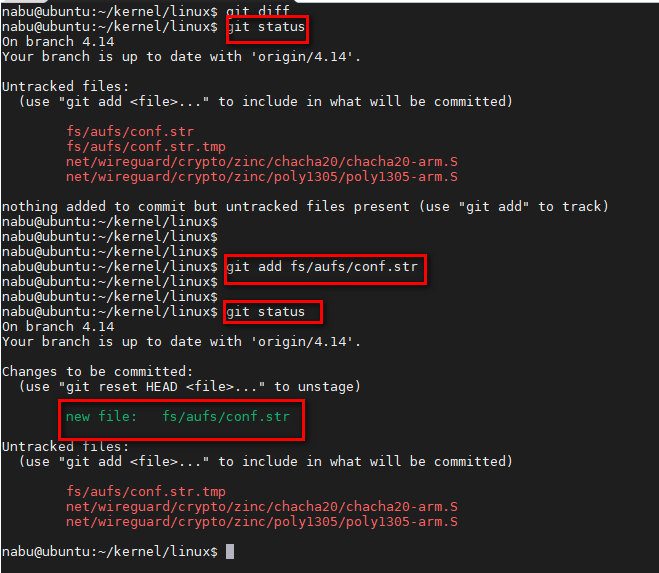 nabu@ubuntu:~/kernel/linux$ git diff
nabu@ubuntu:~/kernel/linux$ git status
On branch 4.14
Your branch is up to date with 'origin/4.14'.
Untracked files:
(use "git add <file>..." to include in what will be committed)
fs/aufs/conf.str
fs/aufs/conf.str.tmp
net/wireguard/crypto/zinc/chacha20/chacha20-arm.S
net/wireguard/crypto/zinc/poly1305/poly1305-arm.S
nothing added to commit but untracked files present (use "git add" to track)
nabu@ubuntu:~/kernel/linux$
nabu@ubuntu:~/kernel/linux$
nabu@ubuntu:~/kernel/linux$
nabu@ubuntu:~/kernel/linux$ git add fs/aufs/conf.str
nabu@ubuntu:~/kernel/linux$
nabu@ubuntu:~/kernel/linux$
nabu@ubuntu:~/kernel/linux$ git status
On branch 4.14
Your branch is up to date with 'origin/4.14'.
Changes to be committed:
(use "git reset HEAD <file>..." to unstage)
new file:   fs/aufs/conf.str
Untracked files:
(use "git add <file>..." to include in what will be committed)
fs/aufs/conf.str.tmp
net/wireguard/crypto/zinc/chacha20/chacha20-arm.S
net/wireguard/crypto/zinc/poly1305/poly1305-arm.S
nabu@ubuntu:~/kernel/linux$